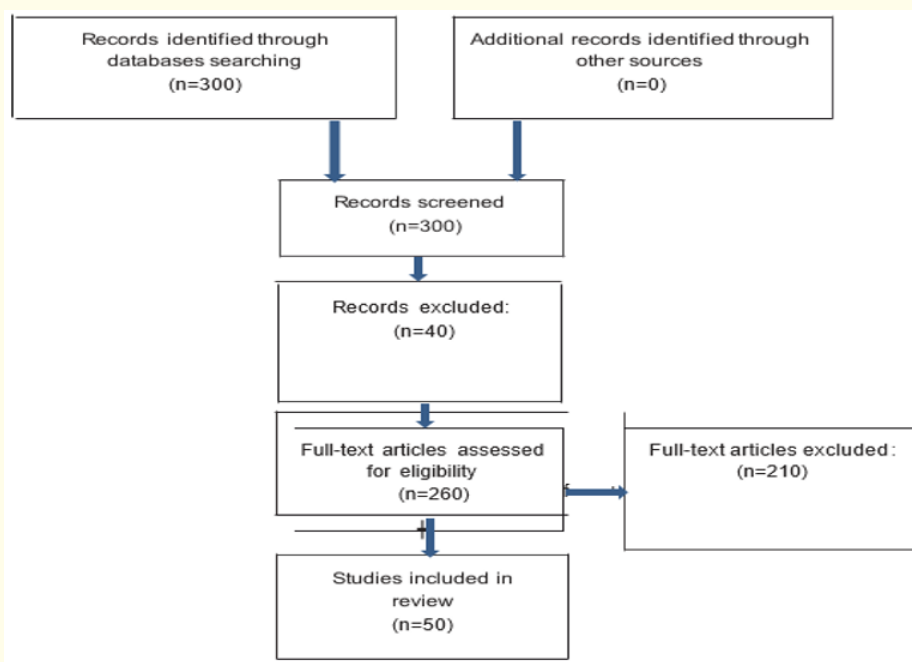 Records identified through
databases searching
(n=300)
Additional records identified through
other sources
(n=0)
Records screened
(n=300)
Records excluded:
(n=40)
Full-text articles assessed
for eligibility
(n=260)
Full-text articles excluded:
(n=210)
Studies included in
review
(n=50)